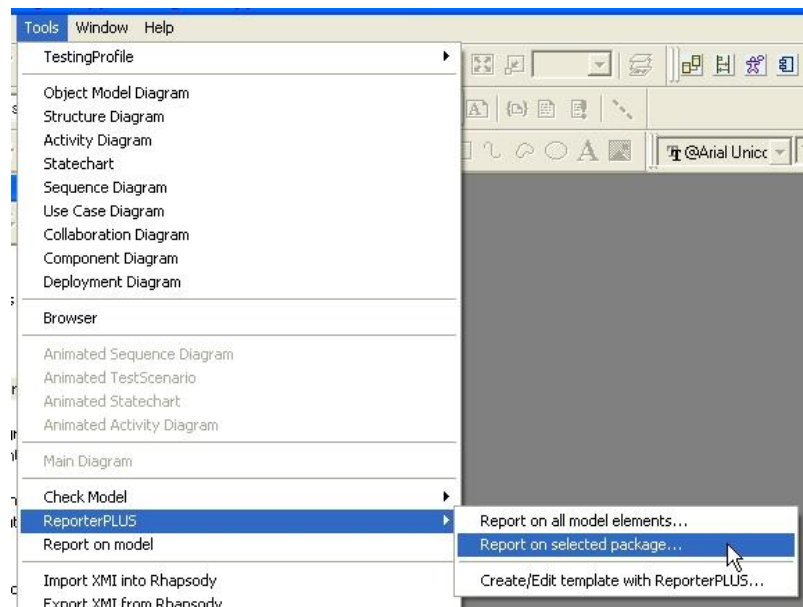 Tools Window Help
TestingProfile
Object Model Diagram
Structure Diagram
Activity Diagram
Statechart
Sequence Diagram
Use Case Diagram
Collaboration Diagram
Component Diagram
Deployment Diagram
Browser
Animated Sequence Diagram
Animated TestScenario
Animated Statechart
Animated Activity Diagram
Main Diagram
Check Model
ReporterPLUS
Report on model
Import XMI into Rhapsody
Export XMI from Rhapsody
@Arial Unicc
Report on all model elements...
Report on selected package...
Create/Edit template with ReporterPLUS...